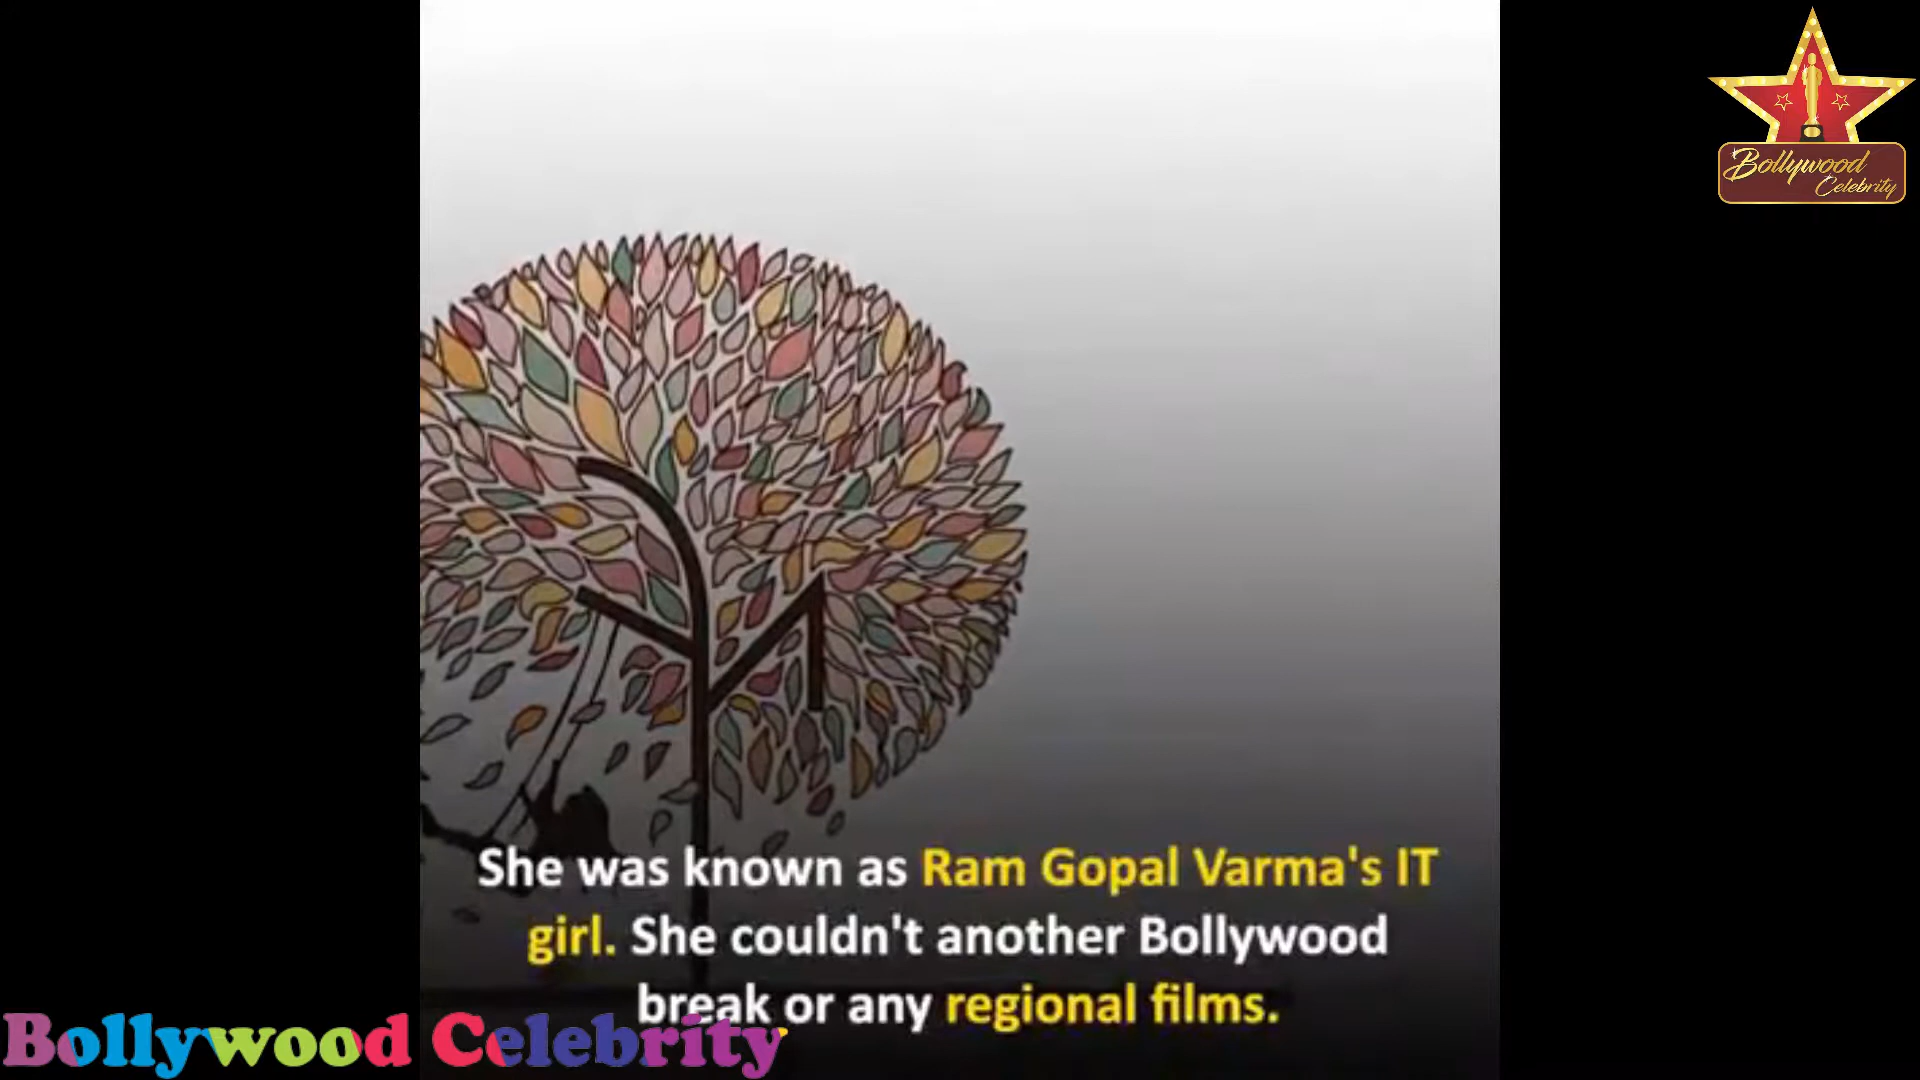 Bollywood
Celebrity
She was known as Ram Gopal Varma's IT
girl. She couldn't another Bollywood
break or any regional films.
Bollywood Celebrity